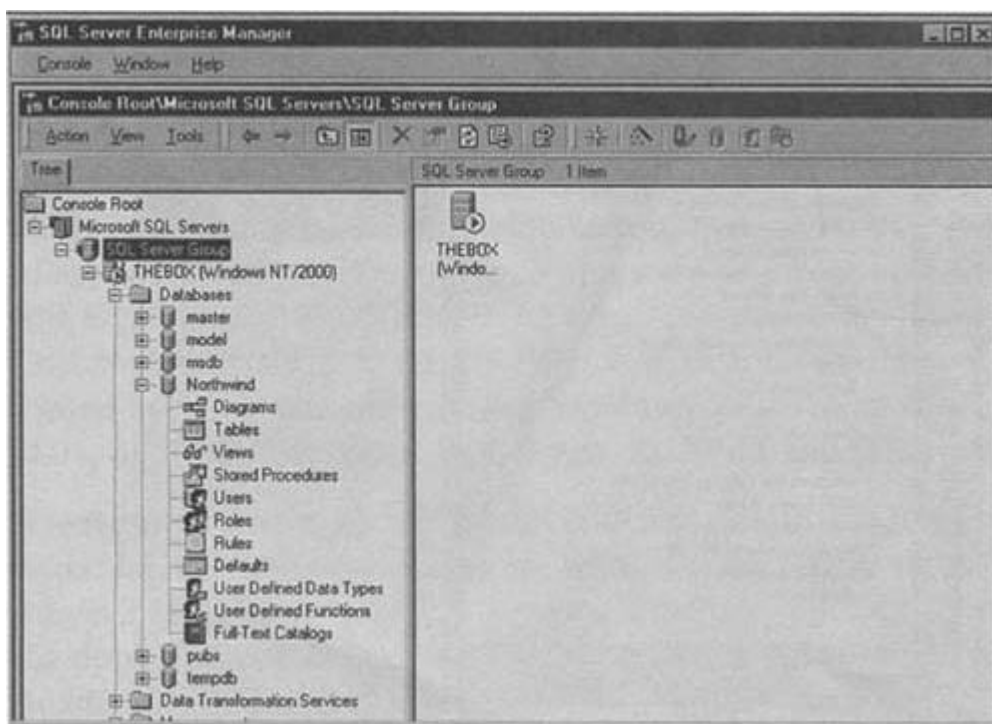 SQL Server Enterprise Manager
Console Window Help
Console Root\Microsoft SQL Servers\SQL Server Group
Action View Tools
Tree
SQL Server Group 1 Item
Console Root
Microsoft SQL Servers
SQL Server Group
THEBOX (Windows NT/2000)
Databases
master
model
msdb
Northwind
Diagrams
Tables
Views
Stored Procedures
Users
Roles
Rules
Defaults
User Defined Data Types
User Defined Functions
Full-Text Catalogs
pubs
tempdb
Data Transformation Services
THEBOX
(Windo...